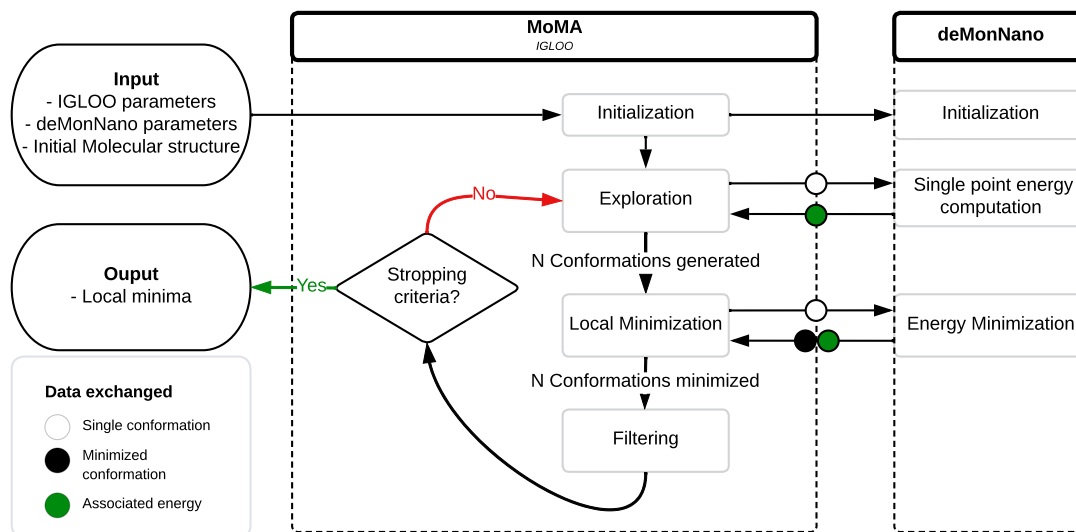 MoMA
IGLOO
deMonNano
Input
- IGLOO parameters
- deMonNano parameters
- Initial Molecular structure
Initialization
Initialization
No
Exploration
Single point energy
computation
N Conformations generated
Ouput
- Local minima
Yes
Stropping
criteria?
Local Minimization
Energy Minimization
N Conformations minimized
Filtering
Data exchanged
Single conformation
Minimized
conformation
Associated energy